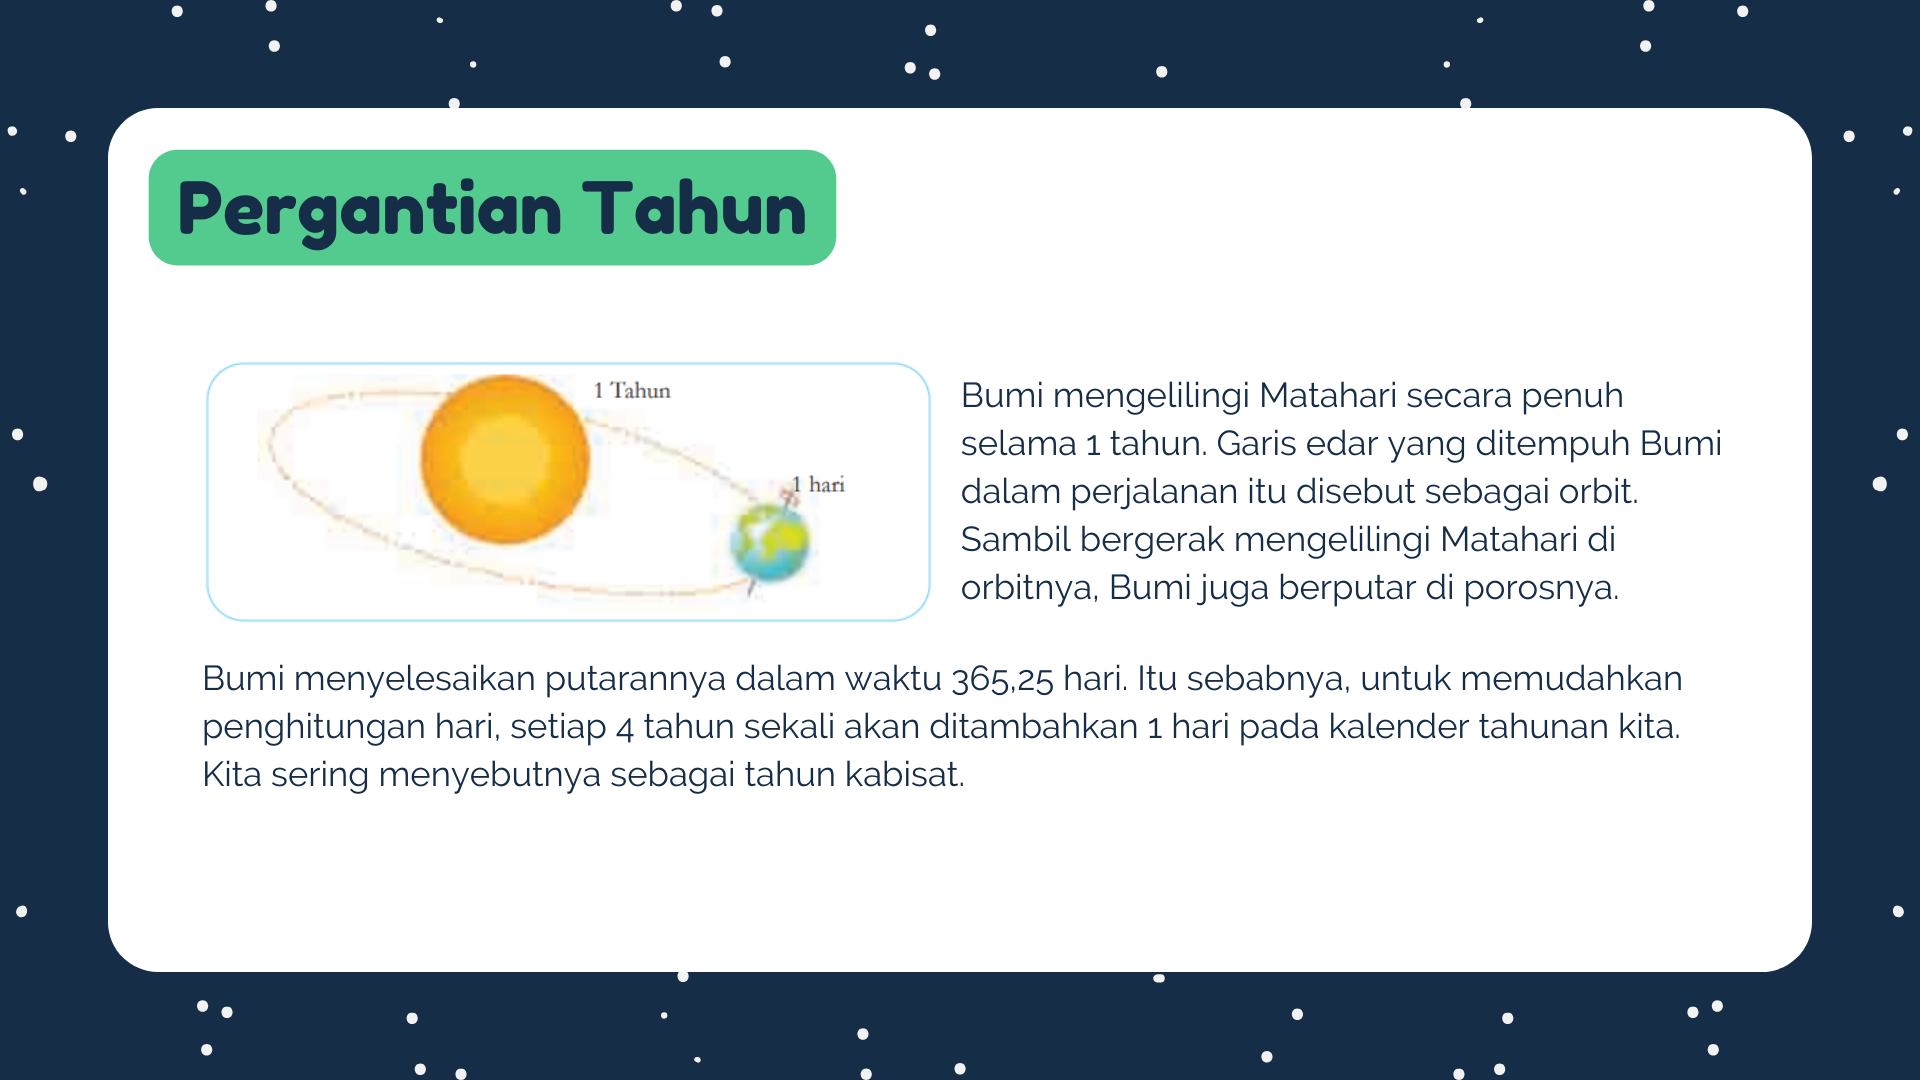 Pergantian Tahun
1 Tahun
1 hari
Bumi mengelilingi Matahari secara penuh
selama 1 tahun. Garis edar yang ditempuh Bumi
dalam perjalanan itu disebut sebagai orbit.
Sambil bergerak mengelilingi Matahari di
orbitnya, Bumi juga berputar di porosnya.
Bumi menyelesaikan putarannya dalam waktu 365,25 hari. Itu sebabnya, untuk memudahkan
penghitungan hari, setiap 4 tahun sekali akan ditambahkan 1 hari pada kalender tahunan kita.
Kita sering menyebutnya sebagai tahun kabisat.